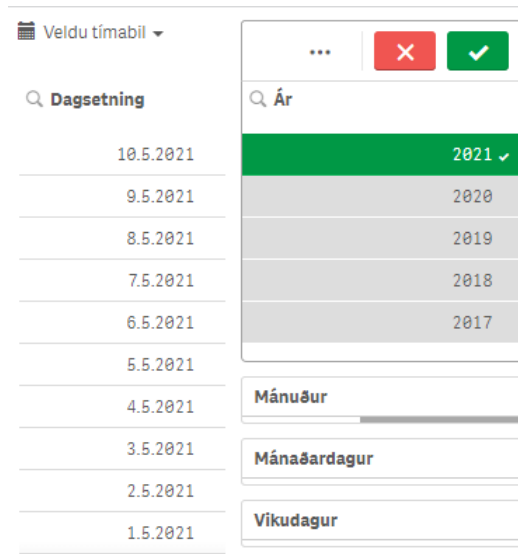 Veldu tímabil
Dagsetning
10.5.2021
9.5.2021
8.5.2021
7.5.2021
6.5.2021
5.5.2021
4.5.2021
3.5.2021
2.5.2021
1.5.2021
Ár
2021
2020
2019
2018
2017
Mánuður
Mánaðardagur
Vikudagur